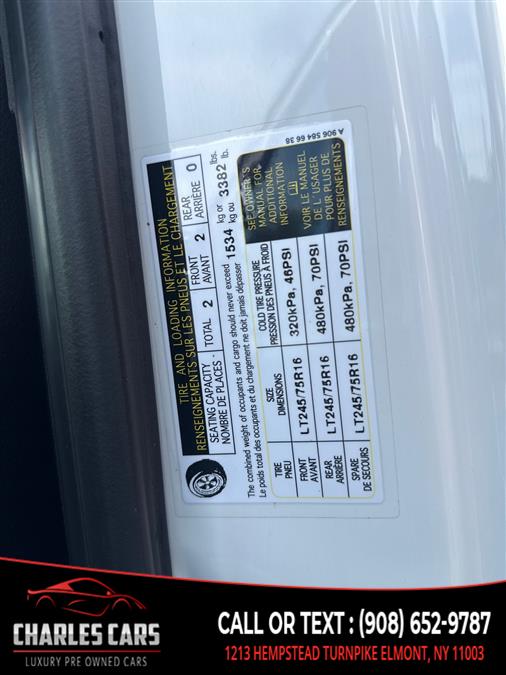 TIRE AND LOADING INFORMATION
RENSEIGNEMENTS SUR LES PNEUS ET LE CHARGEMENT
SEATING CAPACITY TOTAL 2 FRONT 2 REAR 0
NOMBRE DE PLACES - AVANT ARRIÈRE
The combined weight of occupants and cargo should never exceed 1534 kg or 3382 lbs.
Le poids total des occupants et du chargement ne doit jamais dépasser kg ou lb.
TIRE SIZE COLD TIRE PRESSURE
PNEU DIMENSIONS PRESSION DES PNEUS À FROID
FRONT LT245/75R16 320kPa, 46PSI
AVANT
REAR LT245/75R16 480kPa, 70PSI
ARRIÈRE
SPARE LT245/75R16 480kPa, 70PSI
DE SECOURS
SEE OWNER'S
MANUAL FOR
ADDITIONAL
INFORMATION
VOIR LE MANUEL
DE L'USAGER
POUR PLUS DE
RENSEIGNEMENTS
A 906 584 66 38
CHARLES CARS
LUXURY PRE OWNED CARS
CALL OR TEXT : (908) 652-9787
1213 HEMPSTEAD TURNPIKE ELMONT, NY 11003